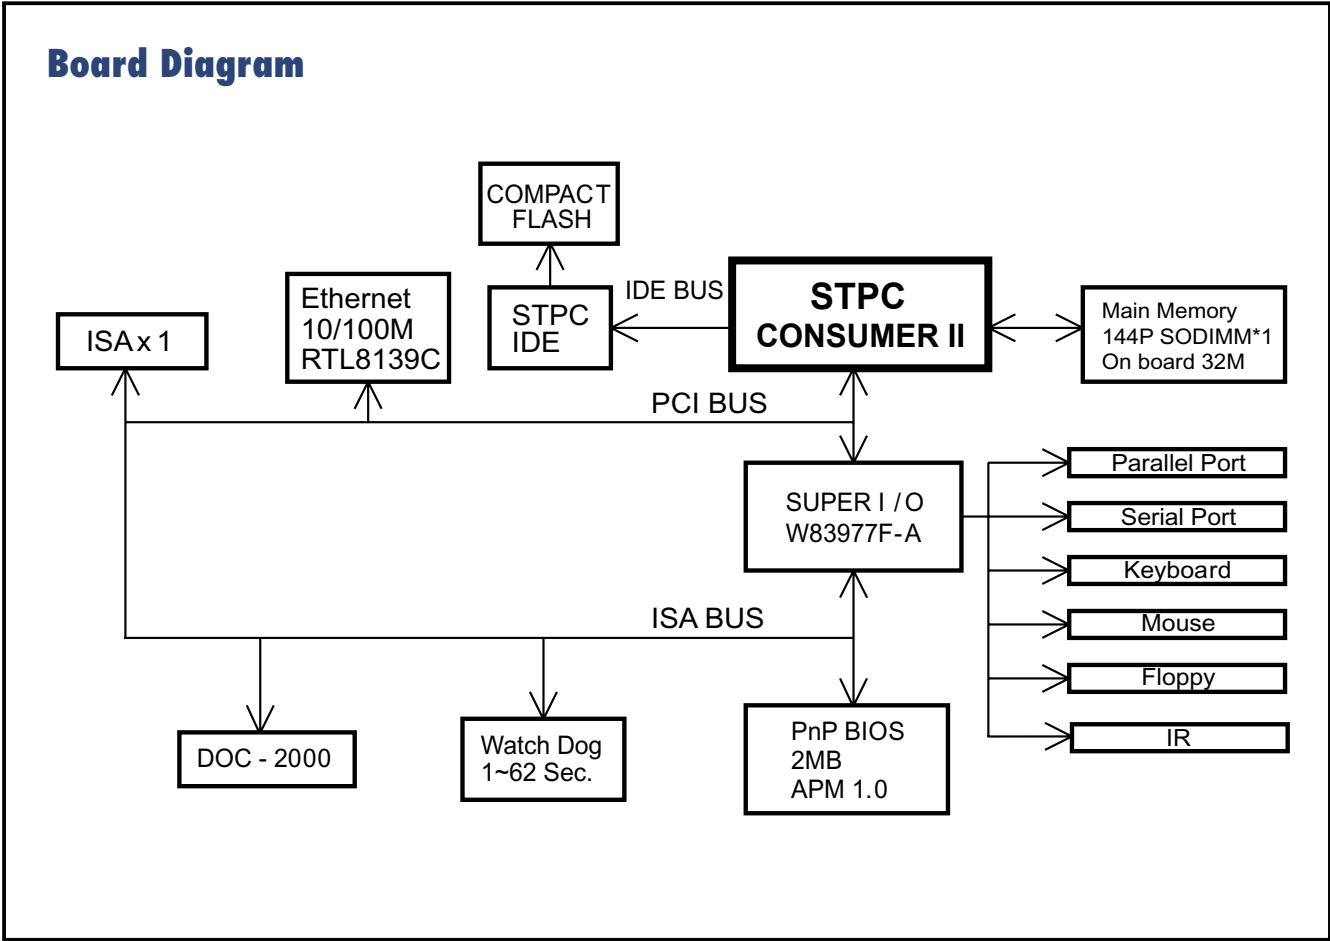 Board Diagram
COMPACT
FLASH
IDE BUS
STPC
CONSUMER II
Ethernet
10/100M
RTL8139C
STPC
IDE
Main Memory
144P SODIMM*1
On board 32M
ISA x 1
PCI BUS
Parallel Port
SUPER I / O
W83977F-A
Serial Port
Keyboard
ISA BUS
Mouse
Floppy
IR
DOC - 2000
Watch Dog
1~62 Sec.
PnP BIOS
2MB
APM 1.0